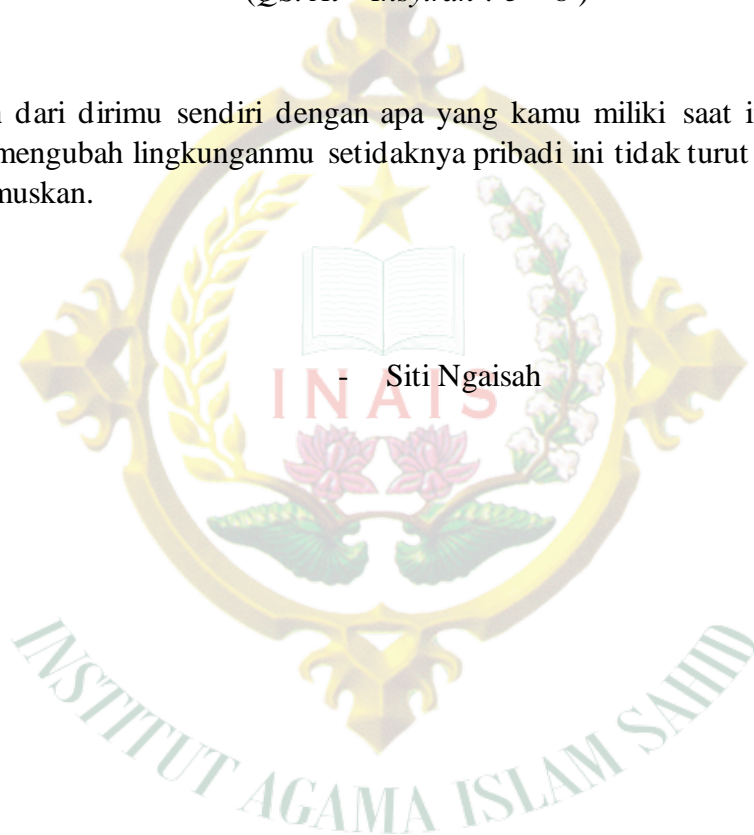 dari dirimu sendiri dengan apa yang kamu miliki saat
mengubah lingkunganmu setidaknya pribadi ini tidak turut
- Siti Ngaisah
INAIS
INSTITUT AGAMA ISLAM SAHID